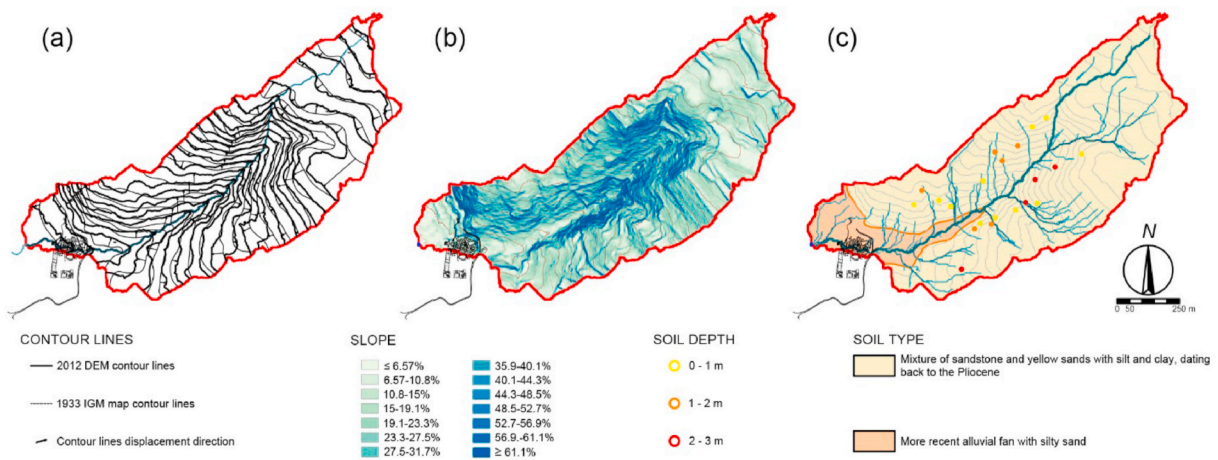 (a)
(b)
(c)
N
0 50 250 m
CONTOUR LINES
2012 DEM contour lines
1933 IGM map contour lines
Contour lines displacement direction
SLOPE
≤ 6.57%
6.57-10.8%
10.8-15%
15-19.1%
19.1-23.3%
23.3-27.5%
27.5-31.7%
35.9-40.1%
40.1-44.3%
44.3-48.5%
48.5-52.7%
52.7-56.9%
56.9.-61.1%
≥ 61.1%
SOIL DEPTH
0 - 1 m
1 - 2 m
2 - 3 m
SOIL TYPE
Mixture of sandstone and yellow sands with silt and clay, dating
back to the Pliocene
More recent alluvial fan with silty sand